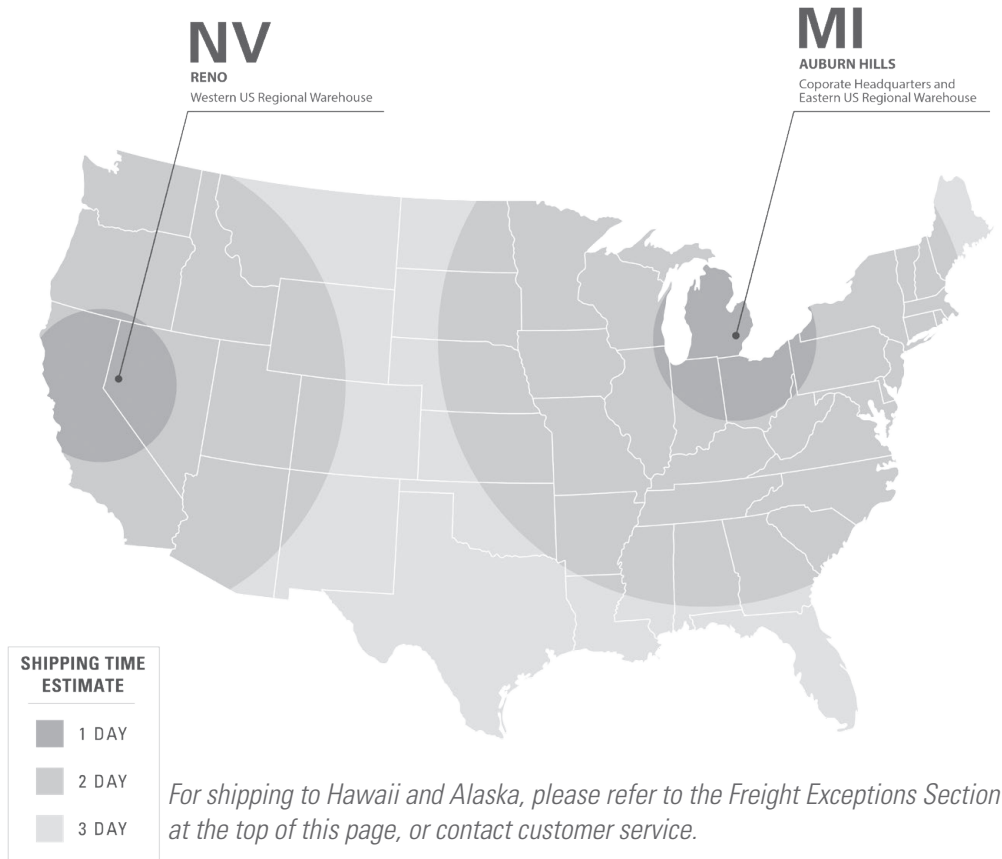 NV
RENO
Western US Regional Warehouse
MI
AUBURN HILLS
Coporate Headquarters and
Eastern US Regional Warehouse
SHIPPING TIME
ESTIMATE
1 DAY
2 DAY
3 DAY
For shipping to Hawaii and Alaska, please refer to the Freight Exceptions Section
at the top of this page, or contact customer service.